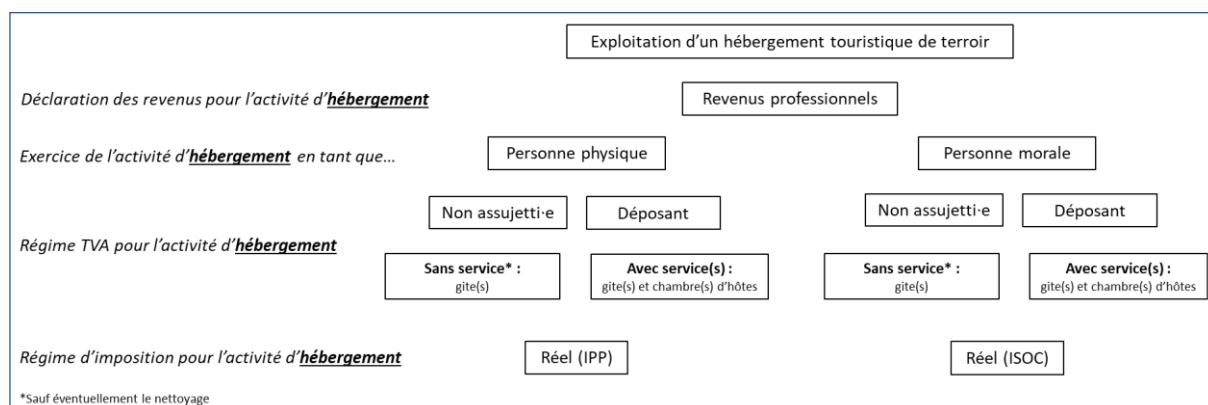 Exploitation d'un hébergement touristique de terroir
Déclaration des revenus pour l'activité d'hébergement
Revenus professionnels
Exercice de l'activité d'hébergement en tant que...
Personne physique
Personne morale
Non assujetti·e
Déposant
Non assujetti·e
Déposant
Régime TVA pour l'activité d'hébergement
Sans service* :
gite(s)
Avec service(s) :
gite(s) et chambre(s) d'hôtes
Sans service* :
gite(s)
Avec service(s) :
gite(s) et chambre(s) d'hôtes
Régime d'imposition pour l'activité d'hébergement
Réel (IPP)
Réel (ISOC)
*Sauf éventuellement le nettoyage